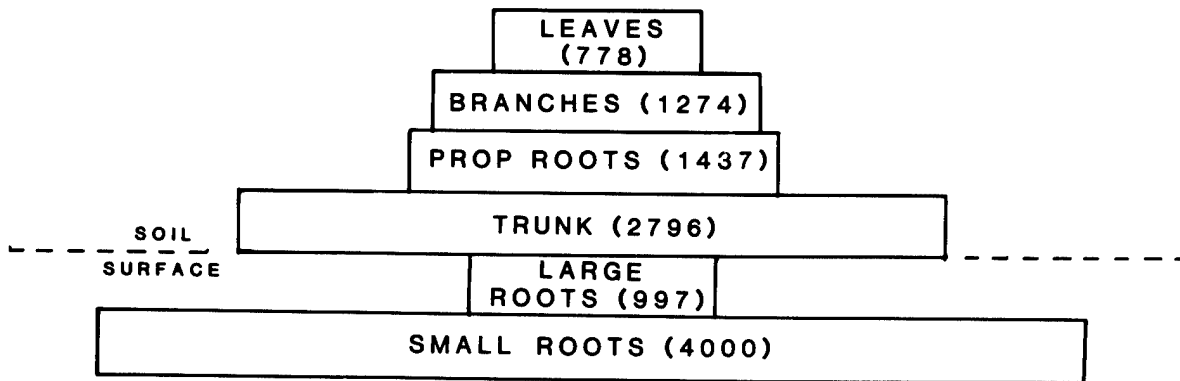 LEAVES
(778)
BRANCHES (1274)
PROP ROOTS (1437)
TRUNK (2796)
SOIL
SURFACE
LARGE
ROOTS (997)
SMALL ROOTS (4000)